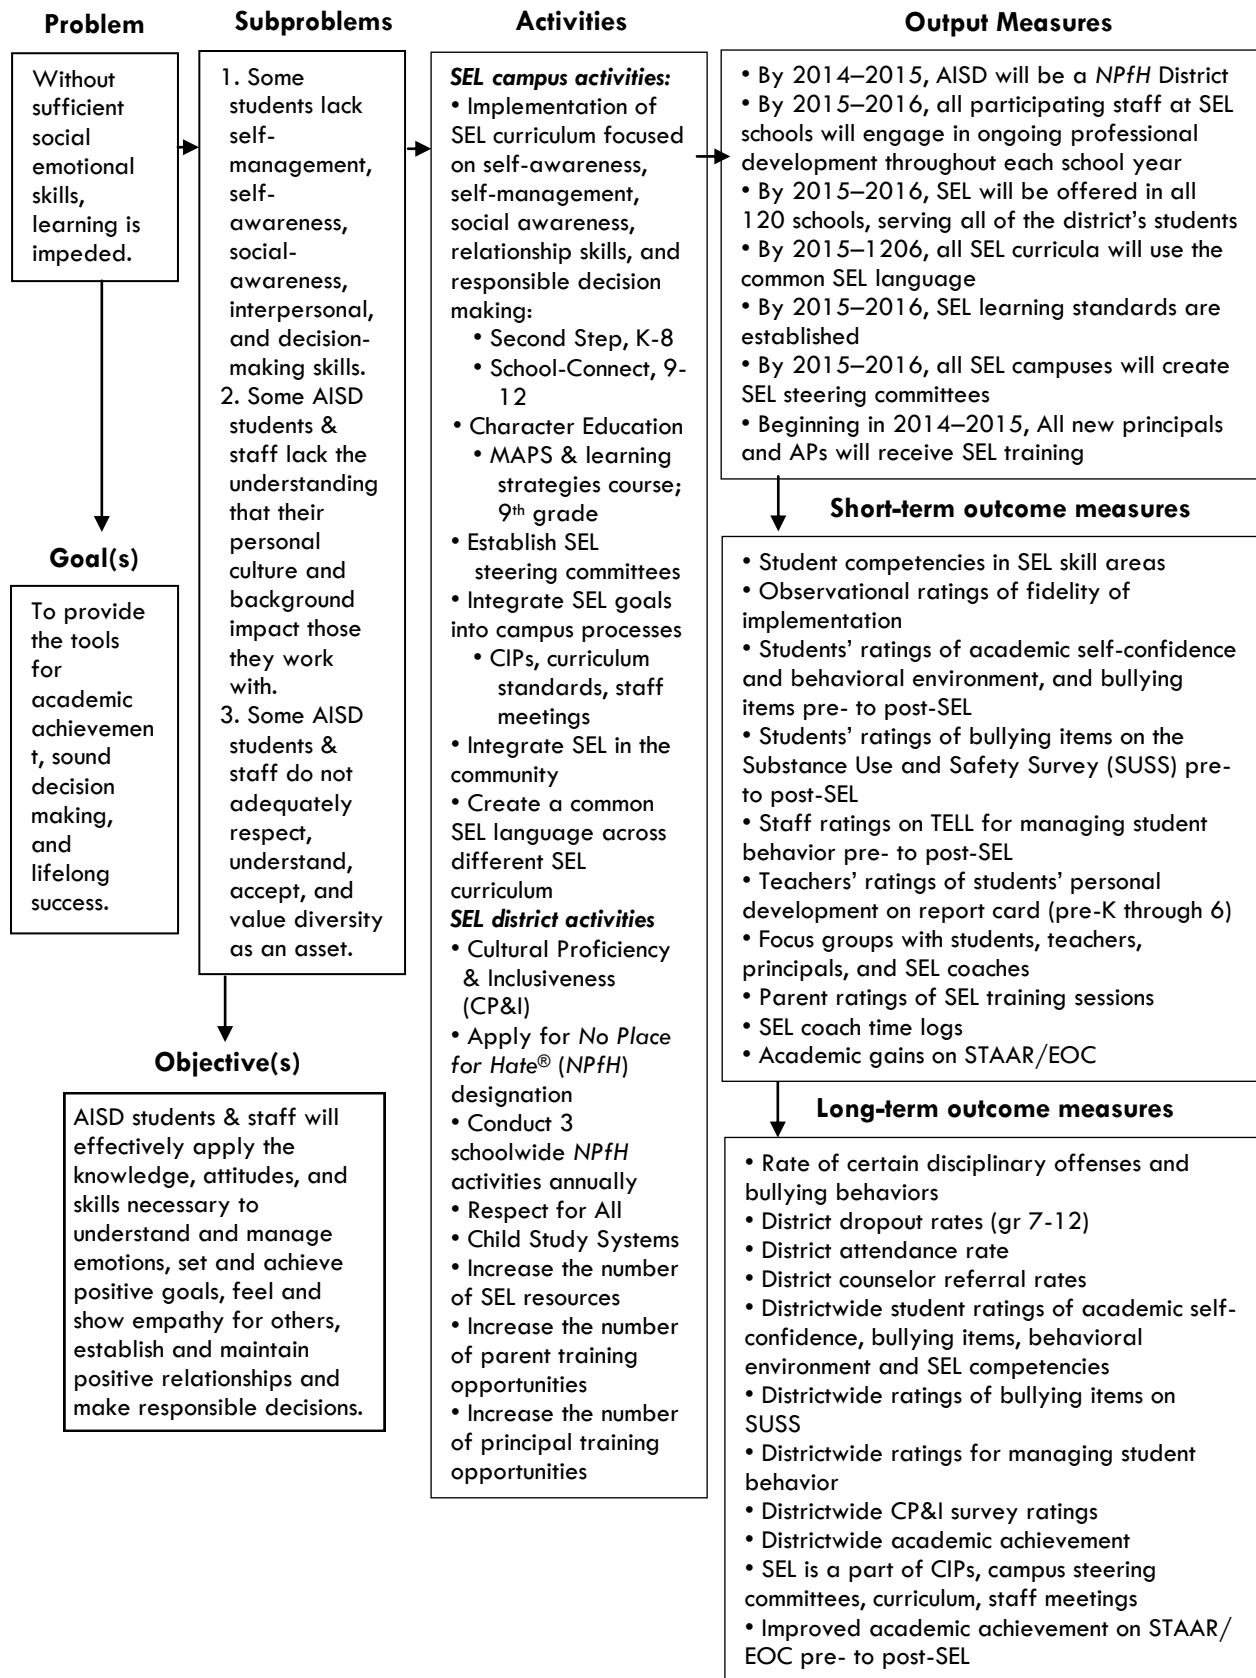 Problem
Without
sufficient
social
emotional
skills,
learning is
impeded.
Goal(s)
To provide
the tools
for
academic
achievemen
t, sound
decision
making,
and
lifelong
success.
Subproblems
1. Some
students lack
self-
management,
self-
awareness,
social-
awareness,
interpersonal,
and decision-
making skills.
2. Some AISD
students &
staff lack the
understanding
that their
personal
culture and
background
impact those
they work
with.
3. Some AISD
students &
staff do not
adequately
respect,
understand,
accept, and
value diversity
as an asset.
Objective(s)
AISD students & staff will
effectively apply the
knowledge, attitudes, and
skills necessary to
understand and manage
emotions, set and achieve
positive goals, feel and
show empathy for others,
establish and maintain
positive relationships and
make responsible decisions.
Activities
SEL campus activities:
• Implementation of
SEL curriculum focused
on self-awareness,
self-management,
social awareness,
relationship skills, and
responsible decision
making:
• Second Step, K-8
• School-Connect, 9-
12
• Character Education
• MAPS & learning
strategies course;
9th grade
• Establish SEL
steering committees
• Integrate SEL goals
into campus processes
• CIPs, curriculum
standards, staff
meetings
• Integrate SEL in the
community
• Create a common
SEL language across
different SEL
curriculum
SEL district activities
• Cultural Proficiency
& Inclusiveness
(CP&I)
• Apply for No Place
for Hate® (NPfH)
designation
• Conduct 3
schoolwide NPfH
activities annually
• Respect for All
• Child Study Systems
• Increase the number
of SEL resources
• Increase the number
of parent training
opportunities
• Increase the number
of principal training
opportunities
Output Measures
• By 2014–2015, AISD will be a NPfH District
• By 2015–2016, all participating staff at SEL
schools will engage in ongoing professional
development throughout each school year
• By 2015–2016, SEL will be offered in all
120 schools, serving all of the district's students
• By 2015–1206, all SEL curricula will use the
common SEL language
• By 2015–2016, SEL learning standards are
established
• By 2015–2016, all SEL campuses will create
SEL steering committees
• Beginning in 2014–2015, All new principals
and APs will receive SEL training
Short-term outcome measures
• Student competencies in SEL skill areas
• Observational ratings of fidelity of
implementation
• Students' ratings of academic self-confidence
and behavioral environment, and bullying
items pre- to post-SEL
• Students' ratings of bullying items on the
Substance Use and Safety Survey (SUSS) pre-
to post-SEL
• Staff ratings on TELL for managing student
behavior pre- to post-SEL
• Teachers' ratings of students' personal
development on report card (pre-K through 6)
• Focus groups with students, teachers,
principals, and SEL coaches
• Parent ratings of SEL training sessions
• SEL coach time logs
• Academic gains on STAAR/EOC
Long-term outcome measures
• Rate of certain disciplinary offenses and
bullying behaviors
• District dropout rates (gr 7-12)
• District attendance rate
• District counselor referral rates
• Districtwide student ratings of academic self-
confidence, bullying items, behavioral
environment and SEL competencies
• Districtwide ratings of bullying items on
SUSS
• Districtwide ratings for managing student
behavior
• Districtwide CP&I survey ratings
• Districtwide academic achievement
• SEL is a part of CIPs, campus steering
committees, curriculum, staff meetings
• Improved academic achievement on STAAR/
EOC pre- to post-SEL